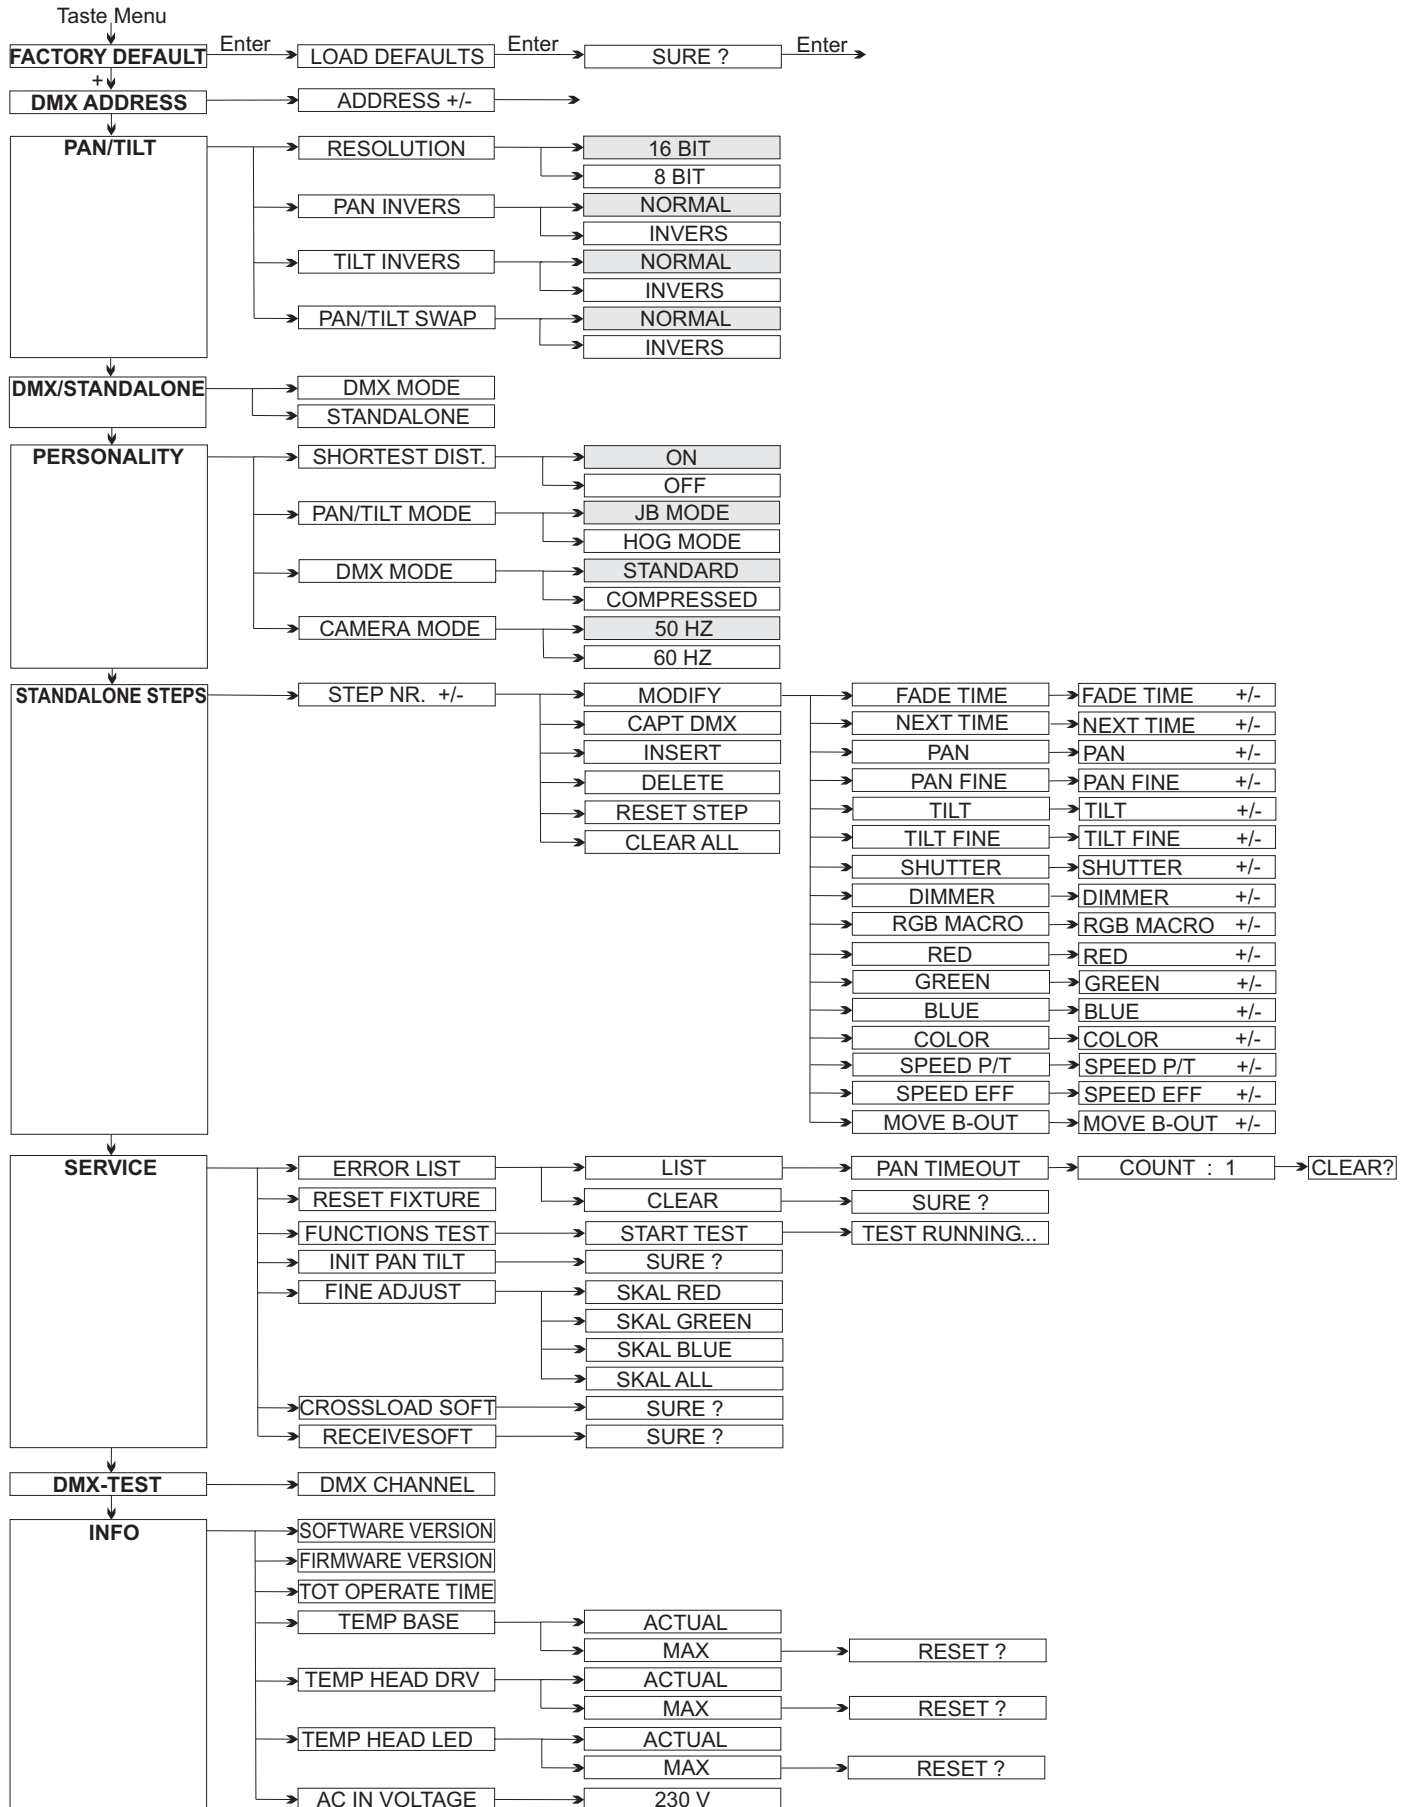 Taste Menu
FACTORY DEFAULT Enter LOAD DEFAULTS Enter SURE ? Enter
+
DMX ADDRESS ADDRESS +/-
PAN/TILT RESOLUTION 16 BIT
8 BIT
PAN INVERS NORMAL
INVERS
TILT INVERS NORMAL
INVERS
PAN/TILT SWAP NORMAL
INVERS
DMX/STANDALONE DMX MODE
STANDALONE
PERSONALITY SHORTEST DIST. ON
OFF
PAN/TILT MODE JB MODE
HOG MODE
DMX MODE STANDARD
COMPRESSED
CAMERA MODE 50 HZ
60 HZ
STANDALONE STEPS STEP NR. +/- MODIFY FADE TIME FADE TIME +/-
CAPT DMX NEXT TIME NEXT TIME +/-
INSERT PAN PAN +/-
DELETE PAN FINE PAN FINE +/-
RESET STEP TILT TILT +/-
CLEAR ALL TILT FINE TILT FINE +/-
SHUTTER SHUTTER +/-
DIMMER DIMMER +/-
RGB MACRO RGB MACRO +/-
RED RED +/-
GREEN GREEN +/-
BLUE BLUE +/-
COLOR COLOR +/-
SPEED P/T SPEED P/T +/-
SPEED EFF SPEED EFF +/-
MOVE B-OUT MOVE B-OUT +/-
SERVICE ERROR LIST LIST PAN TIMEOUT COUNT : 1 CLEAR?
RESET FIXTURE CLEAR SURE ?
FUNCTIONS TEST START TEST TEST RUNNING...
INIT PAN TILT SURE ?
FINE ADJUST SKAL RED
SKAL GREEN
SKAL BLUE
SKAL ALL
CROSSLOAD SOFT SURE ?
RECEIVESOFT SURE ?
DMX-TEST DMX CHANNEL
INFO SOFTWARE VERSION
FIRMWARE VERSION
TOT OPERATE TIME
TEMP BASE ACTUAL
MAX RESET ?
TEMP HEAD DRV ACTUAL
MAX RESET ?
TEMP HEAD LED ACTUAL
MAX RESET ?
AC IN VOLTAGE 230 V